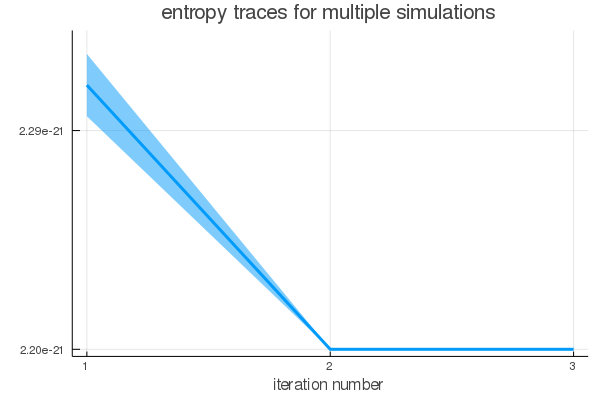 entropy traces for multiple simulations
2.29e-21
2.20e-21
1
2
3
iteration number